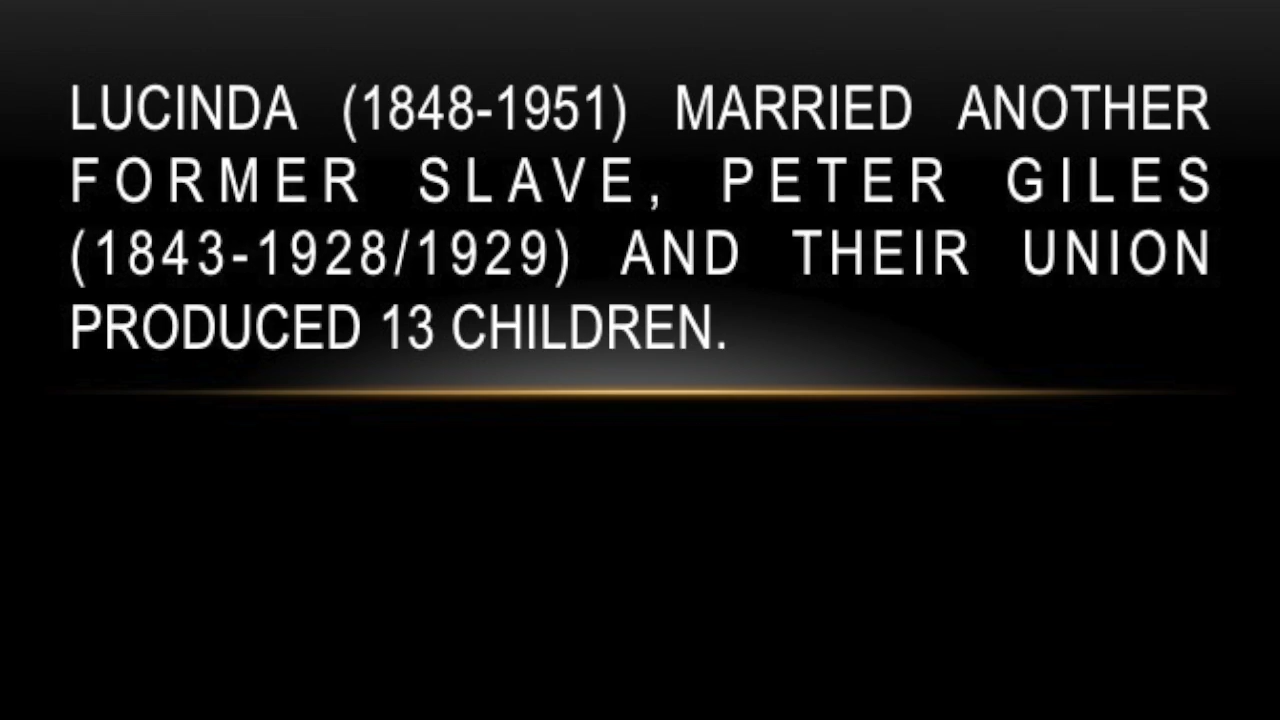 LUCINDA (1848-1951) MARRIED ANOTHER
FORMER SLAVE, PETER GILES
(1843-1928/1929) AND THEIR UNION
PRODUCED 13 CHILDREN.